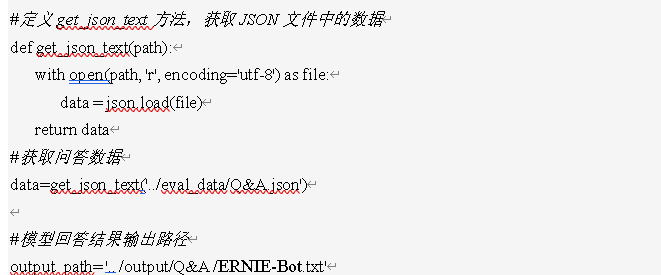 #定义 get_json_text 方法，获取 JSON 文件中的数据
def get_json_text(path):
    with open(path, 'r', encoding='utf-8') as file:
        data = json.load(file)
    return data
#获取问答数据
data=get_json_text('../eval_data/Q&A.json')
#模型回答结果输出路径
output_path='../output/Q&A/ERNIE-Bot.txt'